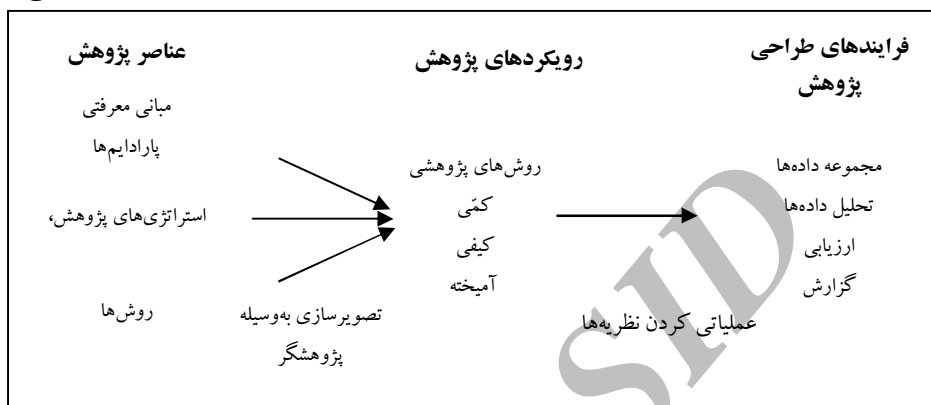 فرایندهای طراحی
پژوهش
رویکردهای پژوهش
عناصر پژوهش
مجموعه داده‌ها
تحلیل داده‌ها
ارزیابی
گزارش
روش‌های پژوهشی
کمّی
کیفی
آمیخته
عملیاتی کردن نظریه‌ها
مبانی معرفتی
پارادایم‌ها
استراتژی‌های پژوهش،
روش‌ها
تصویرسازی به‌وسیله
پژوهشگر
SID